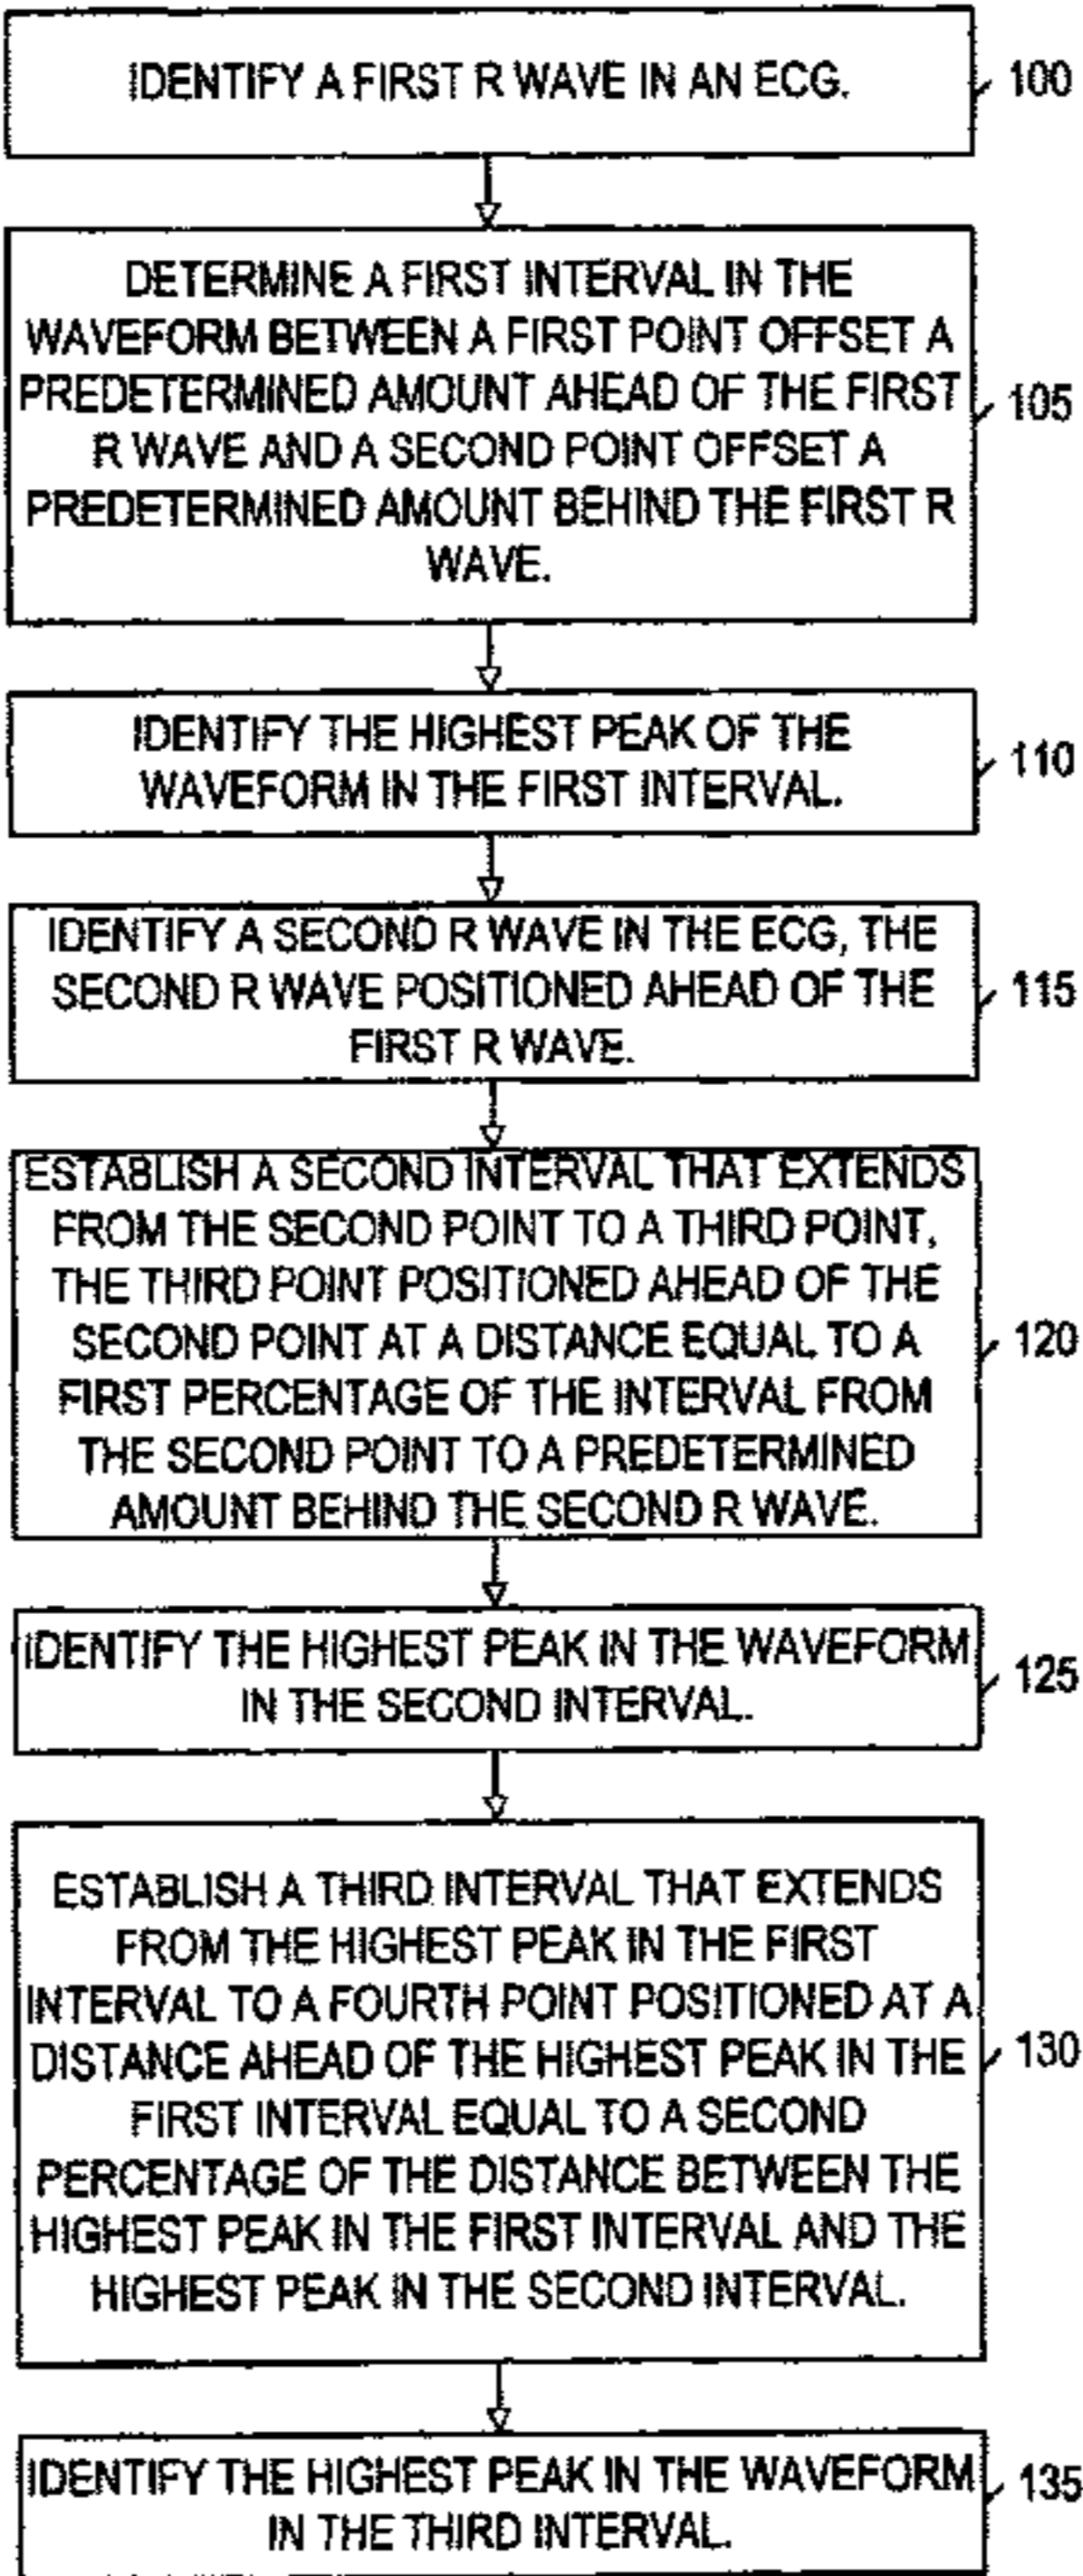 IDENTIFY A FIRST R WAVE IN AN ECG.
100
DETERMINE A FIRST INTERVAL IN THE
WAVEFORM BETWEEN A FIRST POINT OFFSET A
PREDETERMINED AMOUNT AHEAD OF THE FIRST
R WAVE AND A SECOND POINT OFFSET A
PREDETERMINED AMOUNT BEHIND THE FIRST R
WAVE.
105
IDENTIFY THE HIGHEST PEAK OF THE
WAVEFORM IN THE FIRST INTERVAL.
110
IDENTIFY A SECOND R WAVE IN THE ECG, THE
SECOND R WAVE POSITIONED AHEAD OF THE
FIRST R WAVE.
115
ESTABLISH A SECOND INTERVAL THAT EXTENDS
FROM THE SECOND POINT TO A THIRD POINT,
THE THIRD POINT POSITIONED AHEAD OF THE
SECOND POINT AT A DISTANCE EQUAL TO A
FIRST PERCENTAGE OF THE INTERVAL FROM
THE SECOND POINT TO A PREDETERMINED
AMOUNT BEHIND THE SECOND R WAVE.
120
IDENTIFY THE HIGHEST PEAK IN THE WAVEFORM
IN THE SECOND INTERVAL.
125
ESTABLISH A THIRD INTERVAL THAT EXTENDS
FROM THE HIGHEST PEAK IN THE FIRST
INTERVAL TO A FOURTH POINT POSITIONED AT A
DISTANCE AHEAD OF THE HIGHEST PEAK IN THE
FIRST INTERVAL EQUAL TO A SECOND
PERCENTAGE OF THE DISTANCE BETWEEN THE
HIGHEST PEAK IN THE FIRST INTERVAL AND THE
HIGHEST PEAK IN THE SECOND INTERVAL.
130
IDENTIFY THE HIGHEST PEAK IN THE WAVEFORM
IN THE THIRD INTERVAL.
135